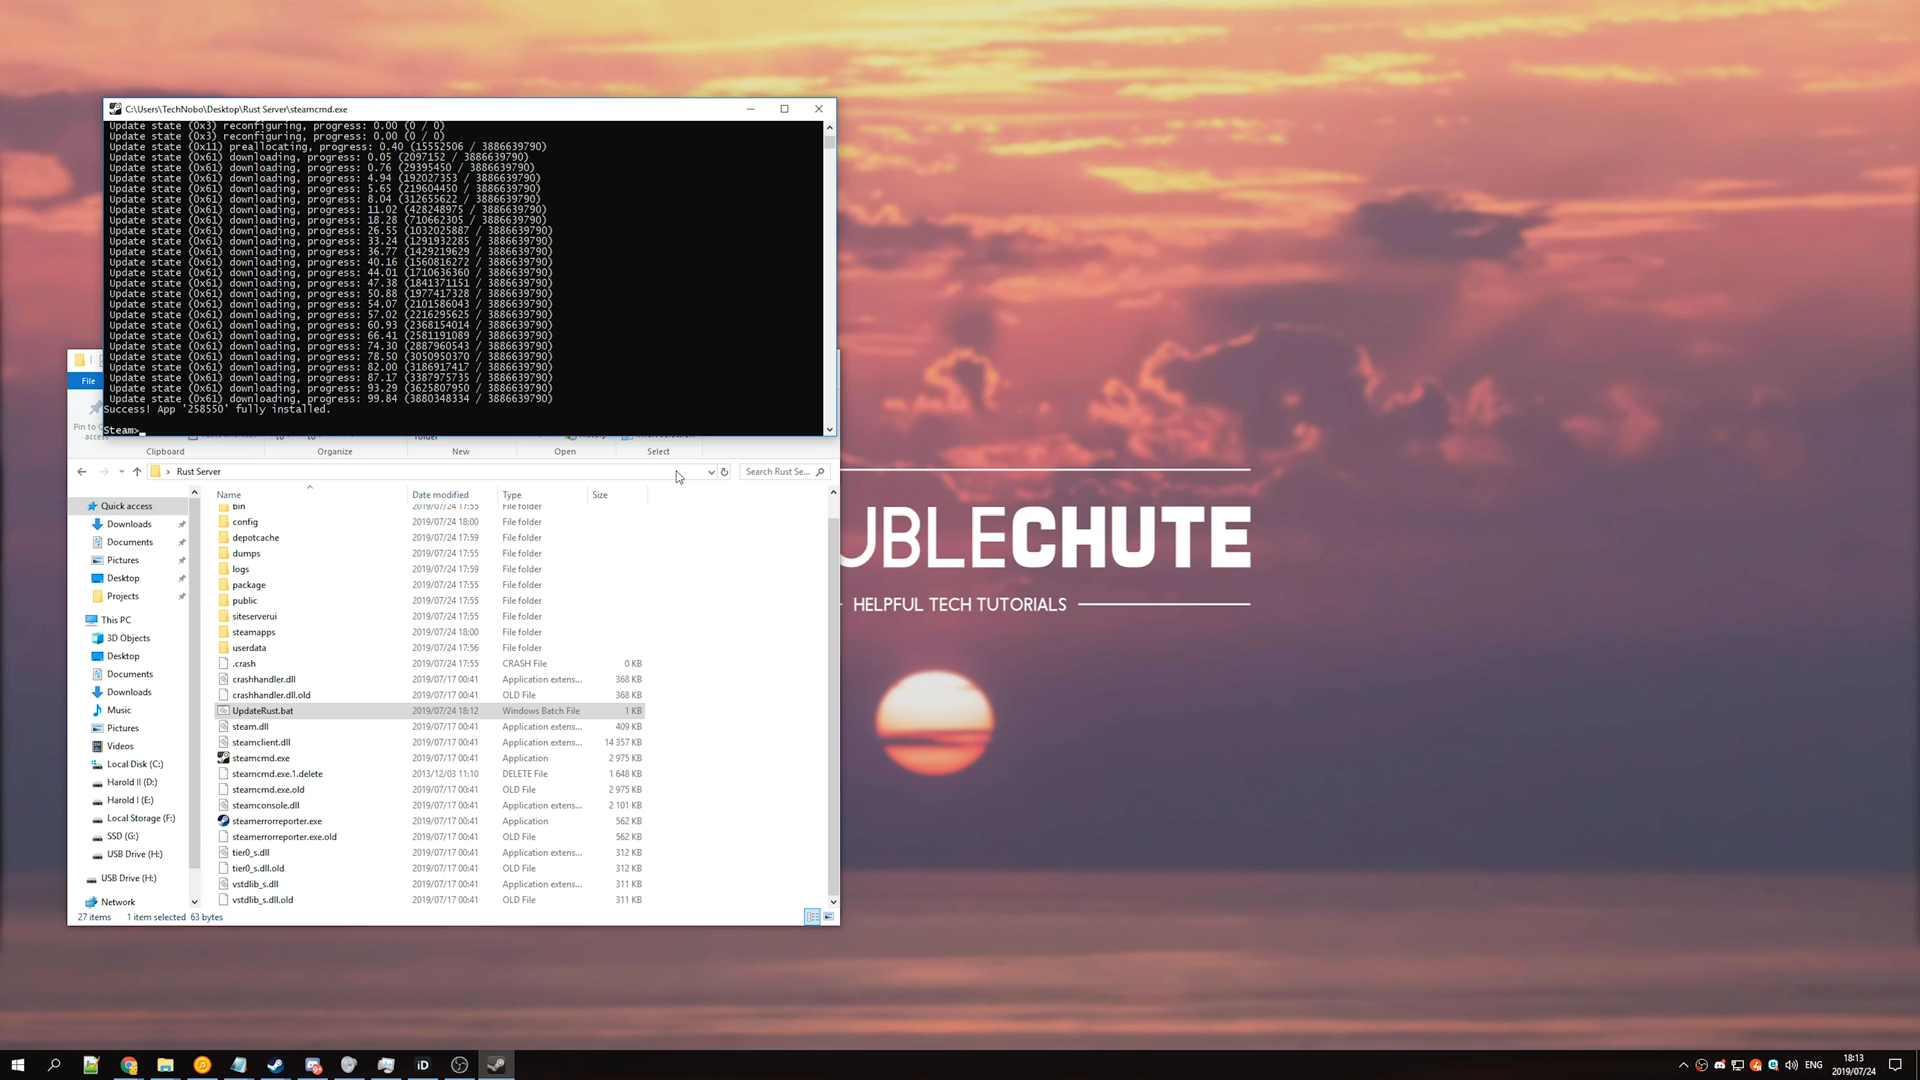 C:\Users\TechNobo\Desktop\Rust Server\steamcmd.exe
Update state (0x3) reconfiguring, progress: 0.00 (0 / 0)
Update state (0x3) reconfiguring, progress: 0.00 (0 / 0)
Update state (0x11) preallocating, progress: 0.40 (15552506 / 3886639790)
Update state (0x61) downloading, progress: 0.05 (2097152 / 3886639790)
Update state (0x61) downloading, progress: 0.76 (29395450 / 3886639790)
Update state (0x61) downloading, progress: 4.94 (192027353 / 3886639790)
Update state (0x61) downloading, progress: 5.65 (219604450 / 3886639790)
Update state (0x61) downloading, progress: 8.04 (312655622 / 3886639790)
Update state (0x61) downloading, progress: 11.02 (428248975 / 3886639790)
Update state (0x61) downloading, progress: 18.28 (710662305 / 3886639790)
Update state (0x61) downloading, progress: 26.55 (1032025887 / 3886639790)
Update state (0x61) downloading, progress: 33.24 (1291932285 / 3886639790)
Update state (0x61) downloading, progress: 36.77 (1429219629 / 3886639790)
Update state (0x61) downloading, progress: 40.16 (1560816272 / 3886639790)
Update state (0x61) downloading, progress: 44.01 (1710636360 / 3886639790)
Update state (0x61) downloading, progress: 47.38 (1841371151 / 3886639790)
Update state (0x61) downloading, progress: 50.88 (1977417328 / 3886639790)
Update state (0x61) downloading, progress: 54.07 (2101586043 / 3886639790)
Update state (0x61) downloading, progress: 57.02 (2216295625 / 3886639790)
Update state (0x61) downloading, progress: 60.93 (2368154014 / 3886639790)
Update state (0x61) downloading, progress: 66.41 (2581191089 / 3886639790)
Update state (0x61) downloading, progress: 74.30 (2887960543 / 3886639790)
Update state (0x61) downloading, progress: 78.50 (3050950370 / 3886639790)
Update state (0x61) downloading, progress: 82.00 (3186917417 / 3886639790)
Update state (0x61) downloading, progress: 87.17 (3387975735 / 3886639790)
Update state (0x61) downloading, progress: 93.29 (3625807950 / 3886639790)
Update state (0x61) downloading, progress: 99.84 (3880348334 / 3886639790)
Success! App '258550' fully installed.
Steam>_
File
Pin to
access
Clipboard Organize New Open Select
Rust Server
Search Rust Se...
Name Date modified Type Size
bin 2019/07/24 17:55 File folder
config 2019/07/24 18:00 File folder
depotcache 2019/07/24 17:59 File folder
dumps 2019/07/24 17:55 File folder
logs 2019/07/24 17:59 File folder
package 2019/07/24 17:55 File folder
public 2019/07/24 17:55 File folder
siteserverui 2019/07/24 17:55 File folder
steamapps 2019/07/24 18:00 File folder
userdata 2019/07/24 17:56 File folder
.crash 2019/07/24 17:55 CRASH File 0 KB
crashhandler.dll 2019/07/17 00:41 Application extens... 368 KB
crashhandler.dll.old 2019/07/17 00:41 OLD File 368 KB
UpdateRust.bat 2019/07/24 18:12 Windows Batch File 1 KB
steam.dll 2019/07/17 00:41 Application extens... 409 KB
steamclient.dll 2019/07/17 00:41 Application extens... 14 357 KB
steamcmd.exe 2019/07/17 00:41 Application 2 975 KB
steamcmd.exe.1.delete 2013/12/03 11:10 DELETE File 1 648 KB
steamcmd.exe.old 2019/07/17 00:41 OLD File 2 975 KB
steamconsole.dll 2019/07/17 00:41 Application extens... 2 101 KB
steamerrorreporter.exe 2019/07/17 00:41 Application 562 KB
steamerrorreporter.exe.old 2019/07/17 00:41 OLD File 562 KB
tier0_s.dll 2019/07/17 00:41 Application extens... 312 KB
tier0_s.dll.old 2019/07/17 00:41 OLD File 312 KB
vstdlib_s.dll 2019/07/17 00:41 Application extens... 311 KB
vstdlib_s.dll.old 2019/07/17 00:41 OLD File 311 KB
Quick access
Downloads
Documents
Pictures
Desktop
Projects
This PC
3D Objects
Desktop
Documents
Downloads
Music
Pictures
Videos
Local Disk (C:)
Harold II (D:)
Harold I (E:)
Local Storage (F:)
SSD (G:)
USB Drive (H:)
USB Drive (H:)
Network
27 items 1 item selected 63 bytes
UBLECHUTE
HELPFUL TECH TUTORIALS
iD
ENG
18:13
2019/07/24